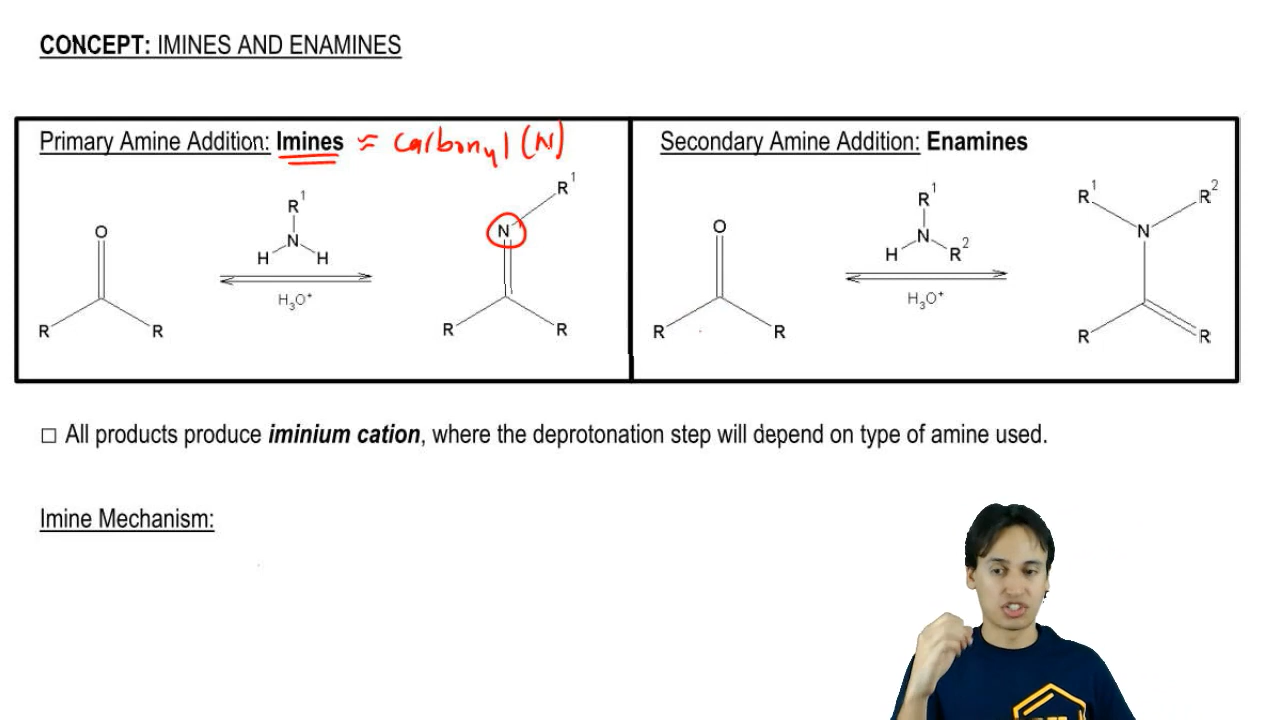 CONCEPT: IMINES AND ENAMINES
Primary Amine Addition: Imines ≈ Carbonyl (N)
R¹
N
H H
H₃O⁺
O
R R
R¹
N
R R
Secondary Amine Addition: Enamines
O
R R
R¹
N
H R²
H₃O⁺
R¹ R²
N
R R
□ All products produce iminium cation, where the deprotonation step will depend on type of amine used.
Imine Mechanism: